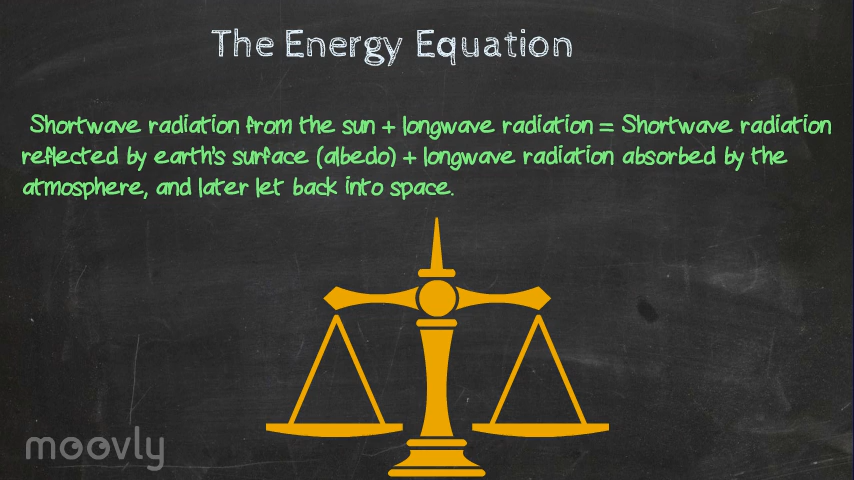 The Energy Equation
Shortwave radiation from the sun + longwave radiation = Shortwave radiation
reflected by earth's surface (albedo) + longwave radiation absorbed by the
atmosphere, and later let back into space.
moovly